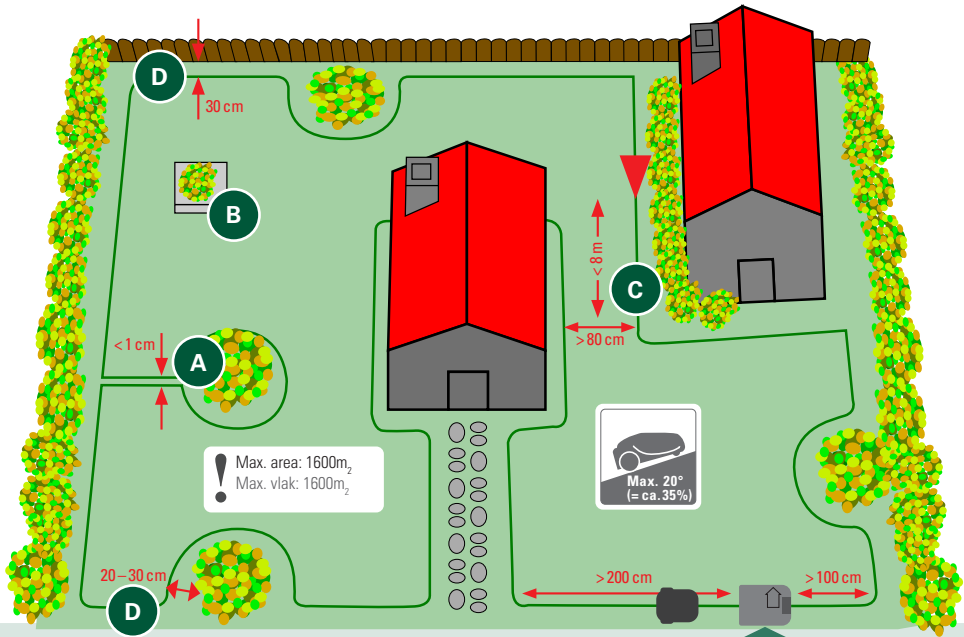 D
30 cm
B
< 8 m
C
>80 cm
<1 cm
A
! Max. area: 1600m₂
Max. vlak: 1600m₂
Max. 20°
(= ca.35%)
20–30 cm
D
>200 cm
>100 cm